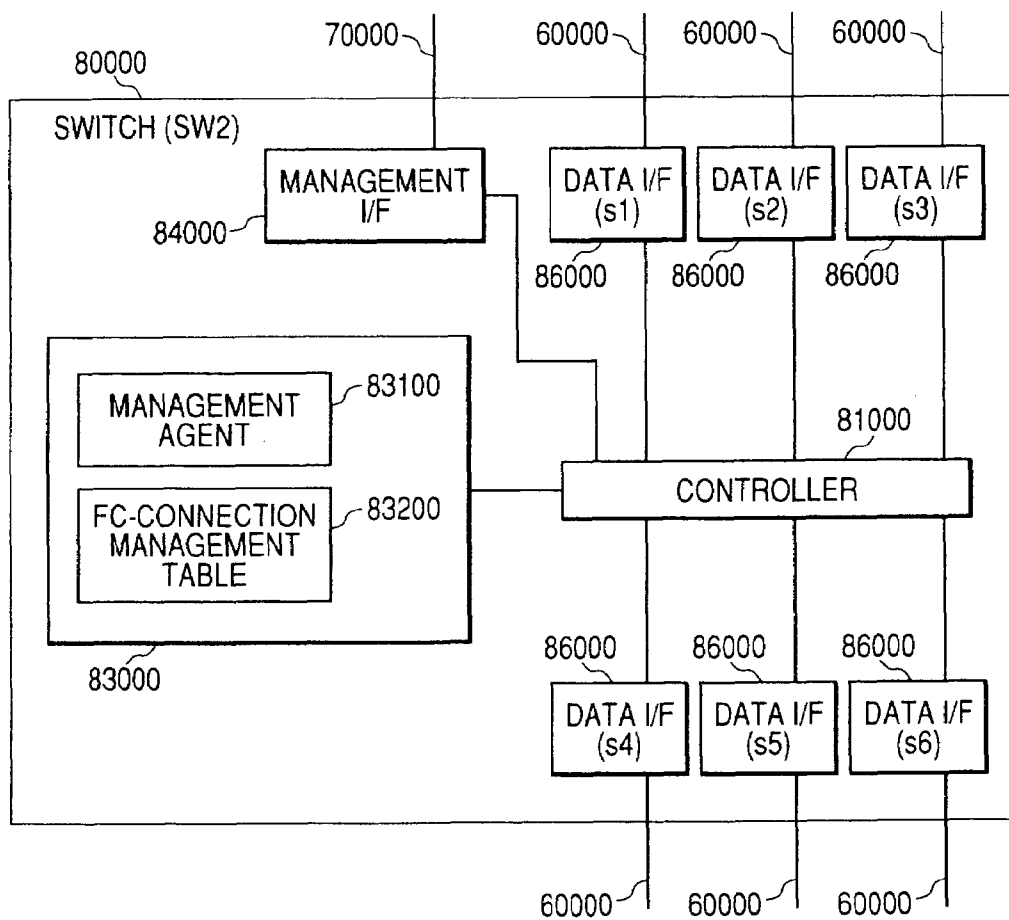 70000
60000
60000
60000
80000
SWITCH (SW2)
MANAGEMENT
I/F
84000
DATA I/F
(s1)
DATA I/F
(s2)
DATA I/F
(s3)
86000
86000
86000
MANAGEMENT
AGENT
83100
FC-CONNECTION
MANAGEMENT
TABLE
83200
83000
81000
CONTROLLER
86000
86000
86000
DATA I/F
(s4)
DATA I/F
(s5)
DATA I/F
(s6)
60000
60000
60000